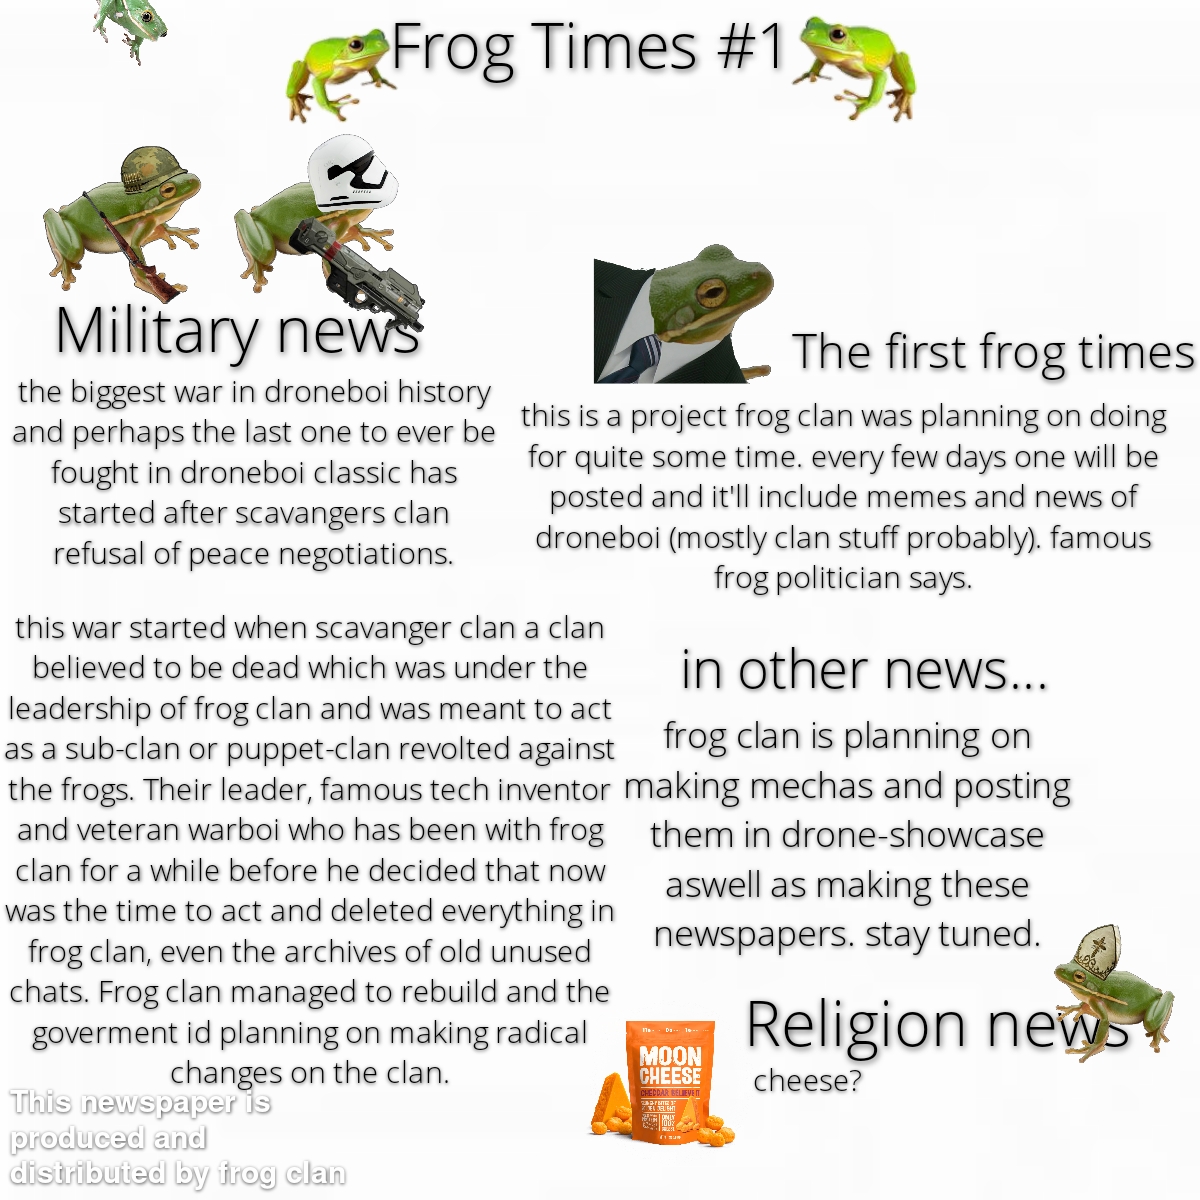 Frog Times #1
Military news
the biggest war in droneboi history
and perhaps the last one to ever be
fought in droneboi classic has
started after scavangers clan
refusal of peace negotiations.
this war started when scavanger clan a clan
believed to be dead which was under the
leadership of frog clan and was meant to act
as a sub-clan or puppet-clan revolted against
the frogs. Their leader, famous tech inventor
and veteran warboi who has been with frog
clan for a while before he decided that now
was the time to act and deleted everything in
frog clan, even the archives of old unused
chats. Frog clan managed to rebuild and the
goverment id planning on making radical
changes on the clan.
The first frog times
this is a project frog clan was planning on doing
for quite some time. every few days one will be
posted and it'll include memes and news of
droneboi (mostly clan stuff probably). famous
frog politician says.
in other news...
frog clan is planning on
making mechas and posting
them in drone-showcase
aswell as making these
newspapers. stay tuned.
Religion news
cheese?
MOON
CHEESE
This newspaper is
produced and
distributed by frog clan